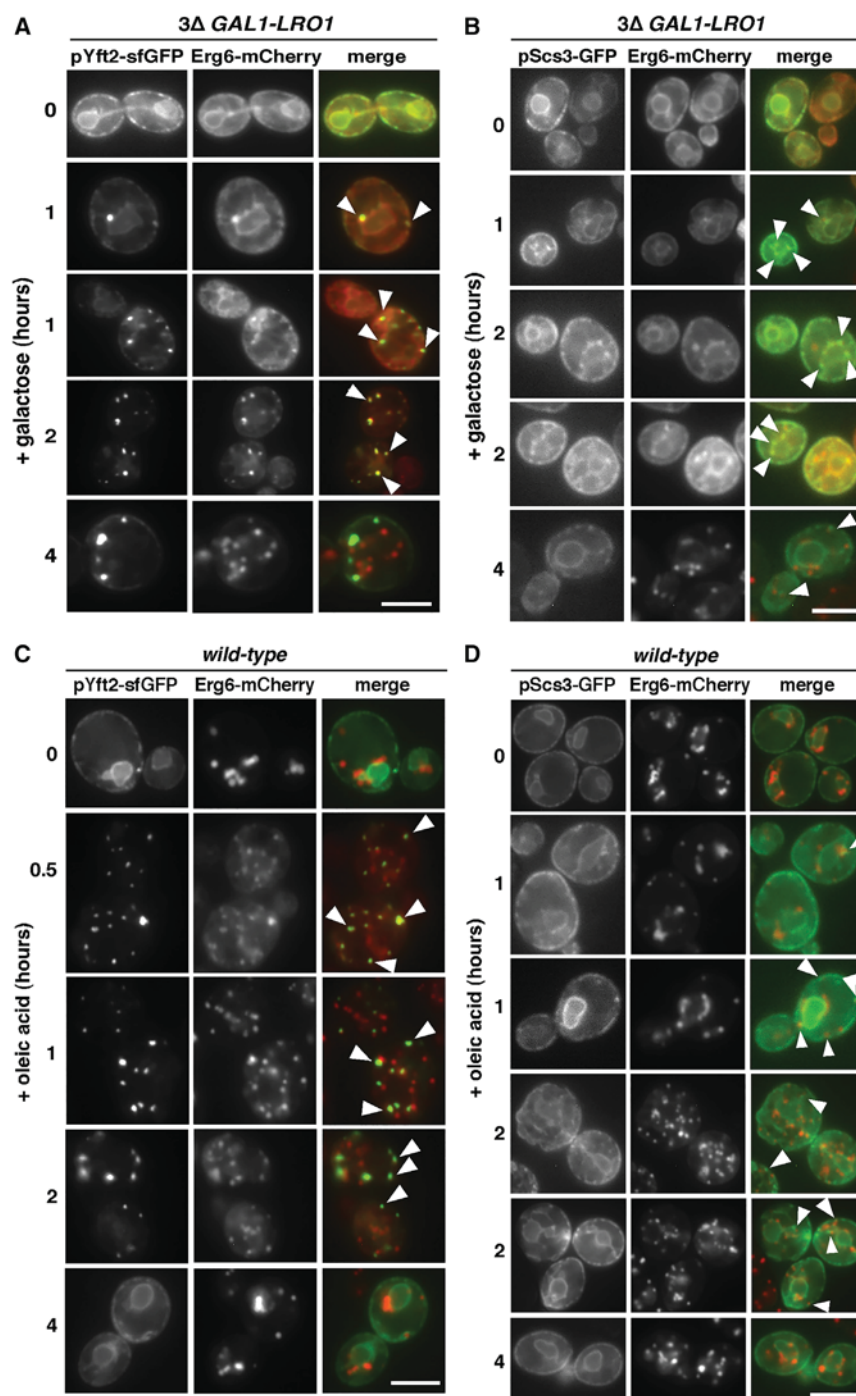 A
3Δ GAL1-LRO1
pYft2-sfGFP Erg6-mCherry merge
0
1
1
2
4
+ galactose (hours)
B
3Δ GAL1-LRO1
pScs3-GFP Erg6-mCherry merge
0
1
2
2
4
+ galactose (hours)
C
wild-type
pYft2-sfGFP Erg6-mCherry merge
0
0.5
1
2
4
+ oleic acid (hours)
D
wild-type
pScs3-GFP Erg6-mCherry merge
0
1
1
2
2
4
+ oleic acid (hours)